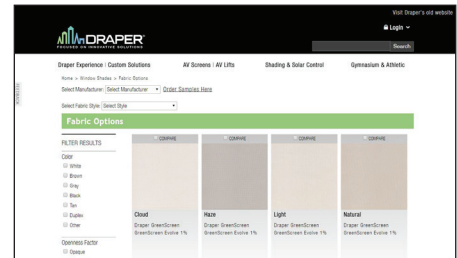 Visit Draper's old website
Login
DRAPER
FOCUSED ON INNOVATIVE SOLUTIONS
Search
Draper Experience | Custom Solutions
AV Screens | AV Lifts
Shading & Solar Control
Gymnasium & Athletic
Home > Window Shades > Fabric Options
Select Manufacturer: Select Manufacturer Order Samples Here
Select Fabric Style: Select Style
Fabric Options
FILTER RESULTS
Color
White
Brown
Gray
Black
Tan
Duplex
Other
Openness Factor
Opaque
COMPARE
Cloud
Draper GreenScreen
GreenScreen Evolve 1%
COMPARE
Haze
Draper GreenScreen
GreenScreen Evolve 1%
COMPARE
Light
Draper GreenScreen
GreenScreen Evolve 1%
COMPARE
Natural
Draper GreenScreen
GreenScreen Evolve 1%